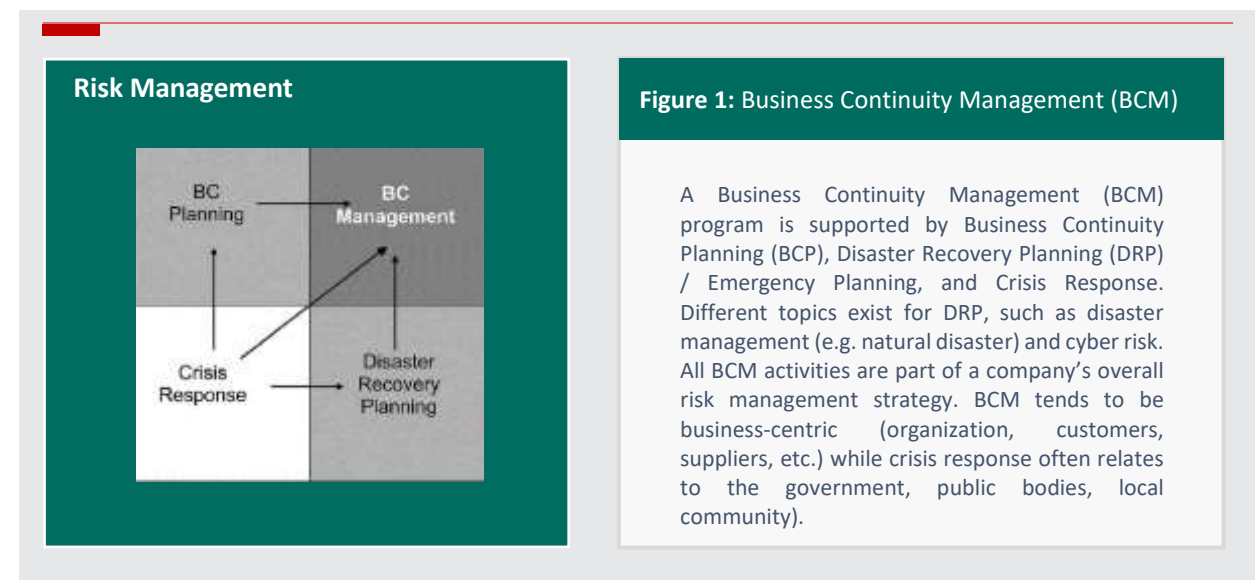 Risk Management
BC
Planning
BC
Management
Crisis
Response
Disaster
Recovery
Planning
Figure 1: Business Continuity Management (BCM)
A Business Continuity Management (BCM)
program is supported by Business Continuity
Planning (BCP), Disaster Recovery Planning (DRP)
/ Emergency Planning, and Crisis Response.
Different topics exist for DRP, such as disaster
management (e.g. natural disaster) and cyber risk.
All BCM activities are part of a company’s overall
risk management strategy. BCM tends to be
business-centric (organization, customers,
suppliers, etc.) while crisis response often relates
to the government, public bodies, local
community).